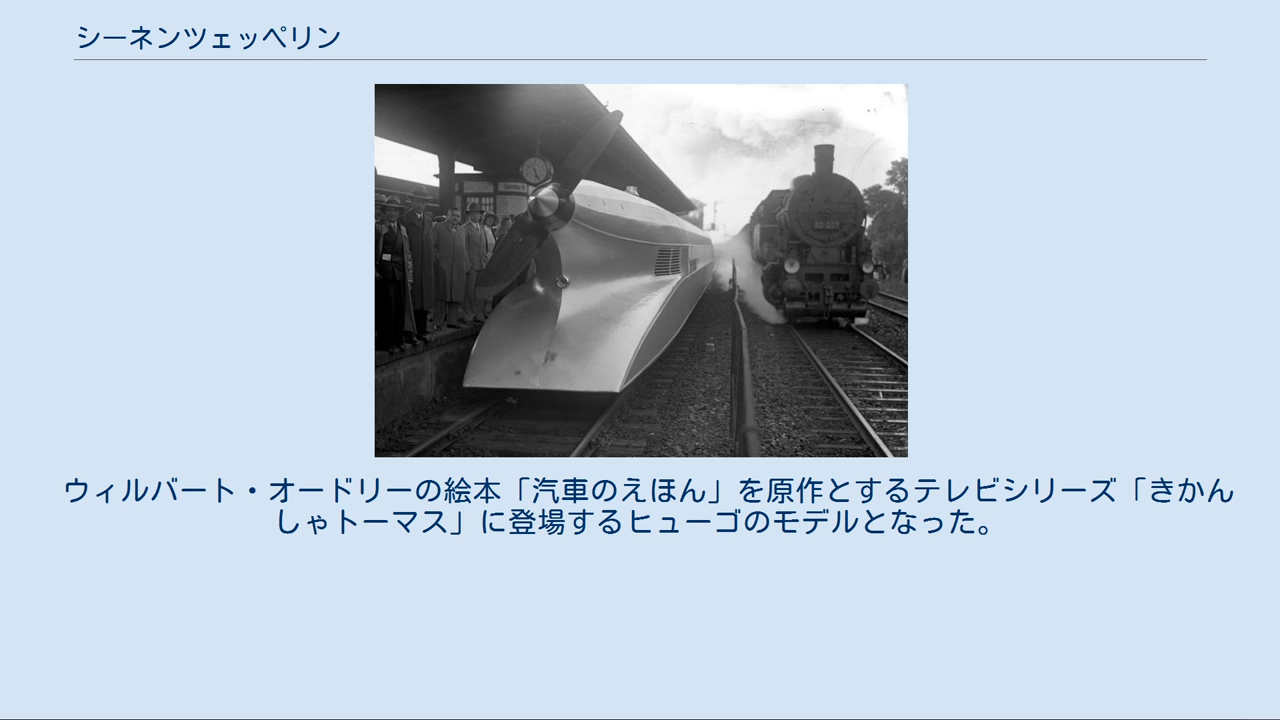 シーネンツェッペリン
ウィルバート・オードリーの絵本「汽車のえほん」を原作とするテレビシリーズ「きかん
しゃトーマス」に登場するヒューゴのモデルとなった。